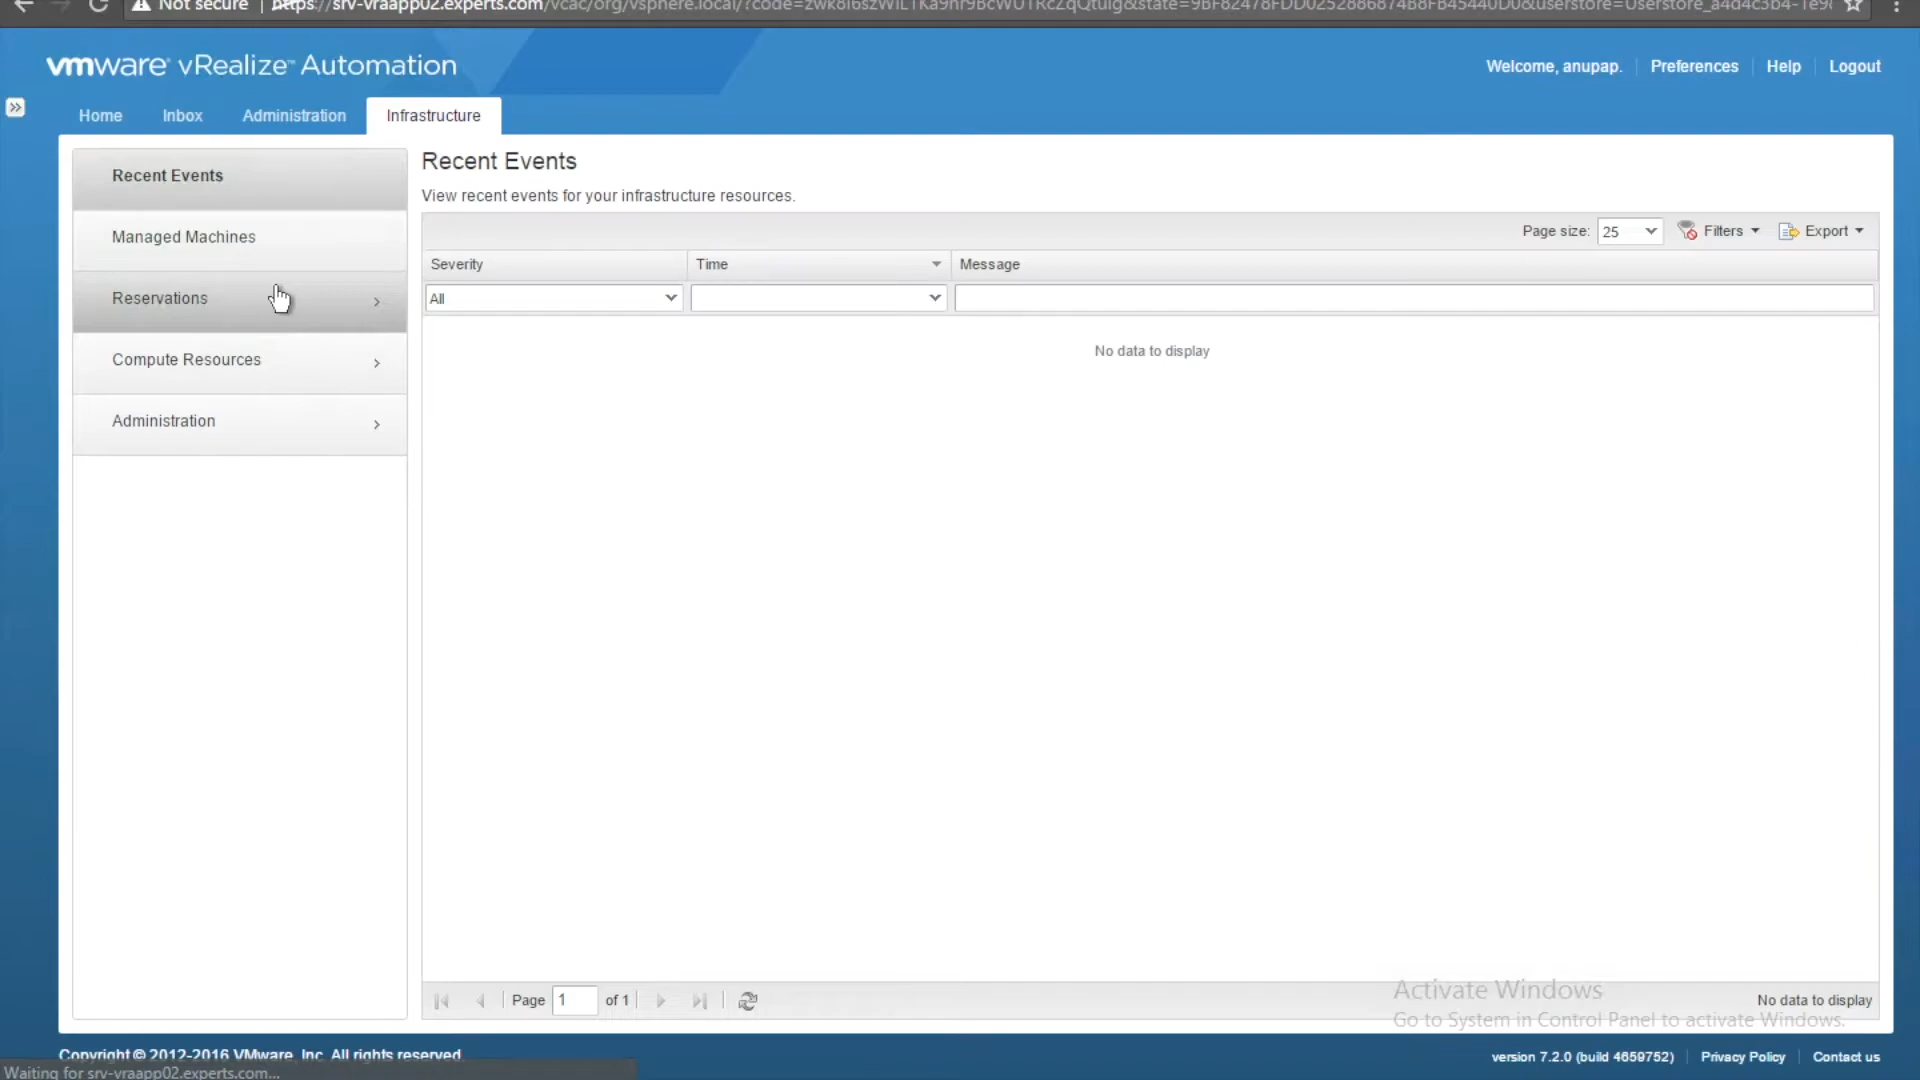 Not secure | https://srv-vraapp02.experts.com/vcac/org/vsphere.local/
vmware vRealize™ Automation
Welcome, anupap. Preferences Help Logout
Home Inbox Administration Infrastructure
Recent Events
Managed Machines
Reservations
Compute Resources
Administration
Recent Events
View recent events for your infrastructure resources.
Page size: 25 Filters Export
Severity Time Message
All
No data to display
Page 1 of 1
No data to display
Activate Windows
Go to System in Control Panel to activate Windows.
Copyright © 2012-2016 VMware, Inc. All rights reserved.
version 7.2.0 (build 4659752) Privacy Policy Contact us
Waiting for srv-vraapp02.experts.com...